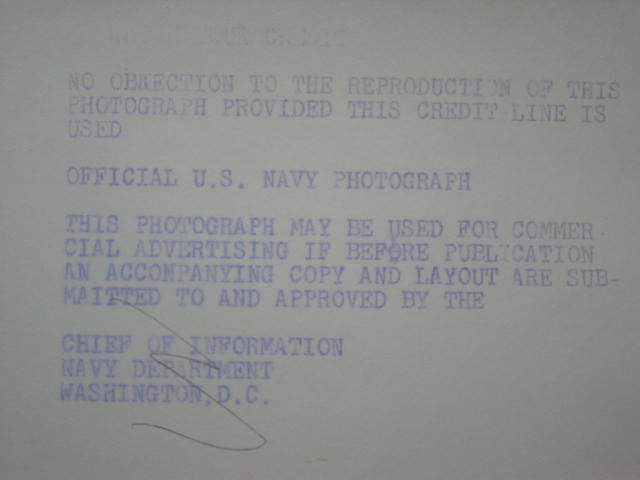 NO OBKECTION TO THE REPRODUCTION OF THIS
PHOTOGRAPH PROVIDED THIS CREDIT LINE IS
USED
OFFICIAL U.S. NAVY PHOTOGRAPH
THIS PHOTOGRAPH MAY BE USED FOR COMMER-
CIAL ADVERTISING IF BEFORE PUBLICATION
AN ACCOMPANYING COPY AND LAYOUT ARE SUB-
MAITTED TO AND APPROVED BY THE
CHIEF OF INFORMATION
NAVY DEPARTMENT
WASHINGTON, D.C.